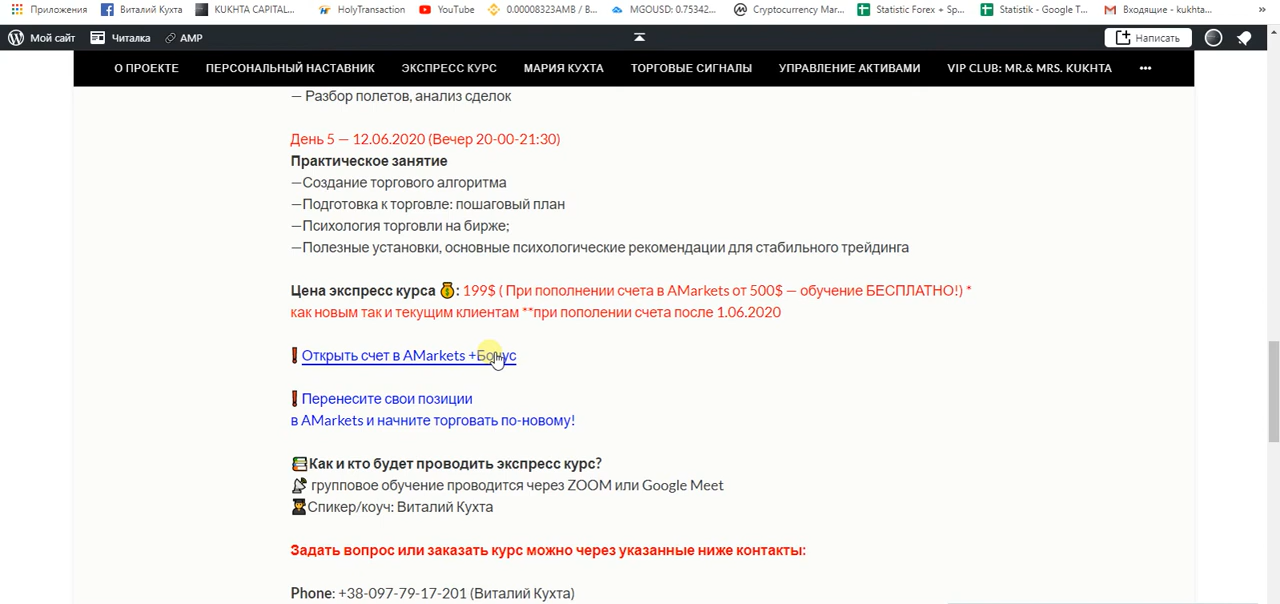 Приложения Виталий Кухта KUKHTA CAPITAL... HolyTransaction YouTube 0.00008323AMB / B... MGOUSD: 0.75342... Cryptocurrency Mar... Statistic Forex + Sp... Statistik - Google T... Входящие - kukhta... »
Мой сайт Читалка AMP Написать
О ПРОЕКТЕ ПЕРСОНАЛЬНЫЙ НАСТАВНИК ЭКСПРЕСС КУРС МАРИЯ КУХТА ТОРГОВЫЕ СИГНАЛЫ УПРАВЛЕНИЕ АКТИВАМИ VIP CLUB: MR.& MRS. KUKHTA •••
— Разбор полетов, анализ сделок
День 5 — 12.06.2020 (Вечер 20-00-21:30)
Практическое занятие
—Создание торгового алгоритма
—Подготовка к торговле: пошаговый план
—Психология торговли на бирже;
—Полезные установки, основные психологические рекомендации для стабильного трейдинга
Цена экспресс курса 💰: 199$ ( При пополнении счета в AMarkets от 500$ — обучение БЕСПЛАТНО!) *
как новым так и текущим клиентам **при пополении счета после 1.06.2020
❗Открыть счет в AMarkets +Бонус
❗Перенесите свои позиции
в AMarkets и начните торговать по-новому!
📚Как и кто будет проводить экспресс курс?
📡 групповое обучение проводится через ZOOM или Google Meet
👨‍🎓Спикер/коуч: Виталий Кухта
Задать вопрос или заказать курс можно через указанные ниже контакты:
Phone: +38-097-79-17-201 (Виталий Кухта)